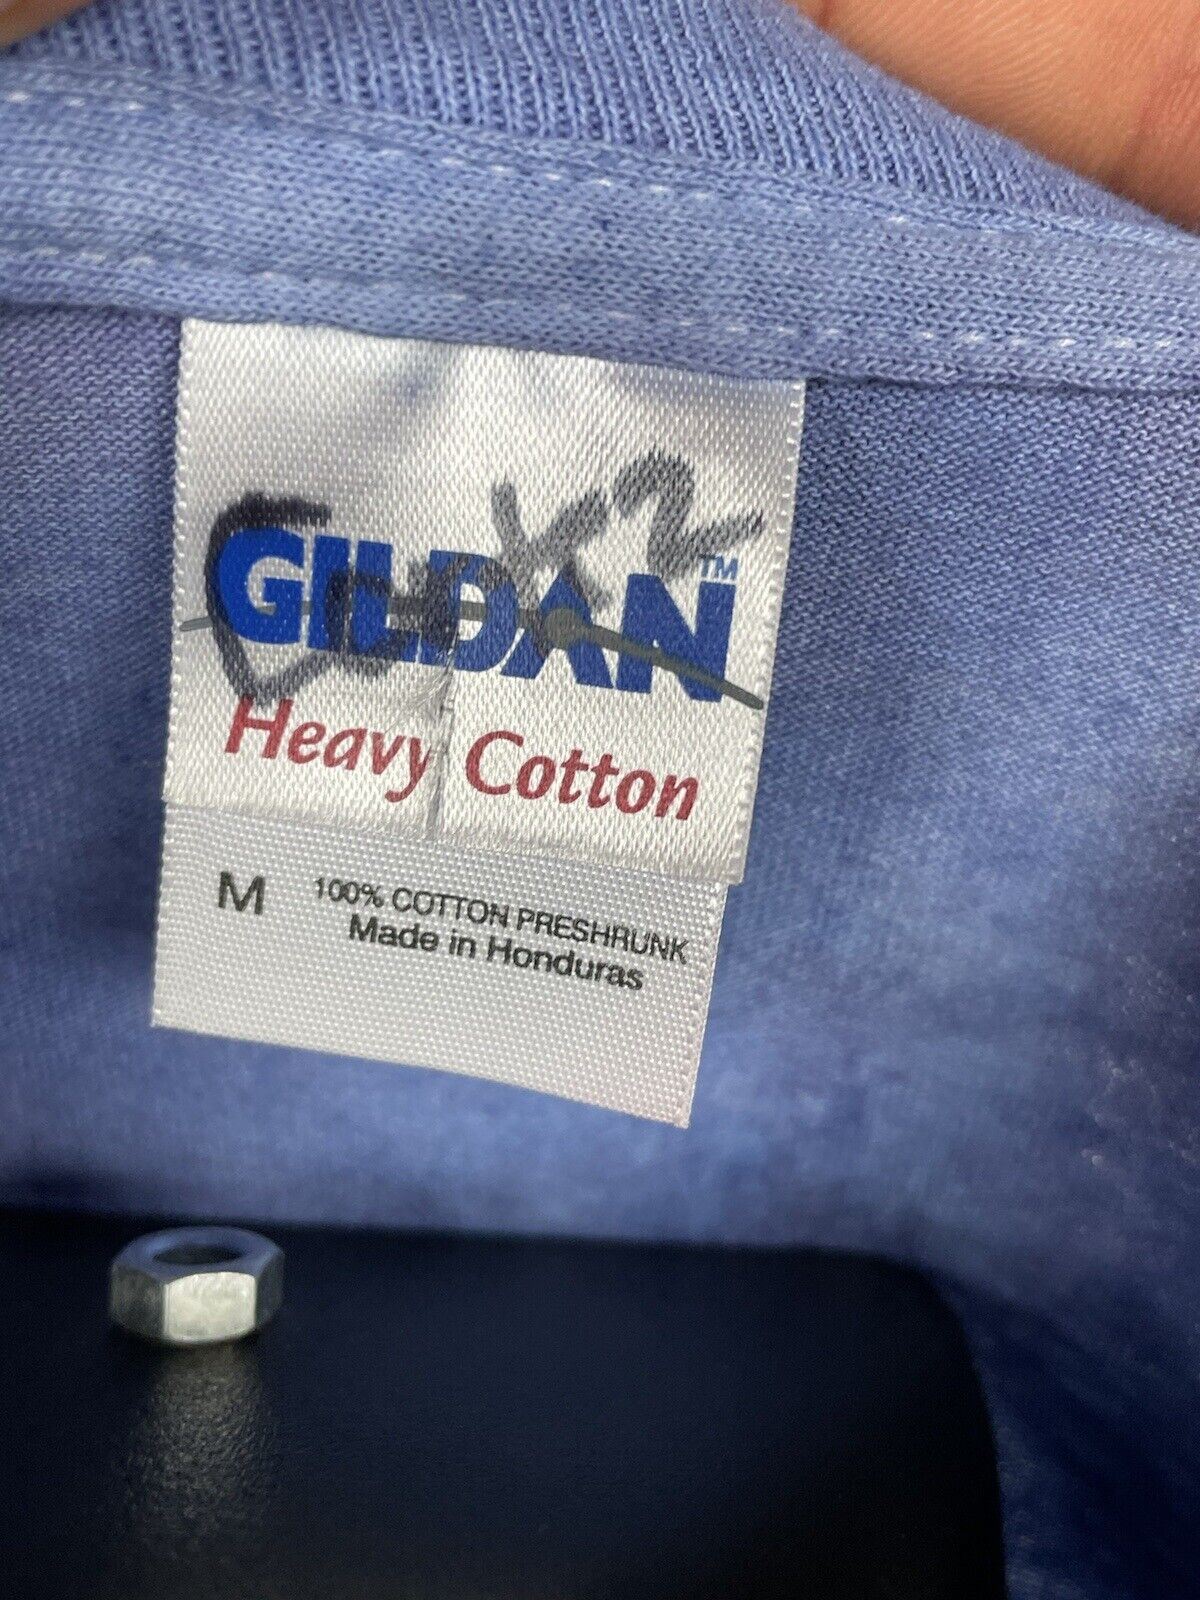 GILDAN™
Heavy Cotton
M 100% COTTON PRESHRUNK
Made in Honduras